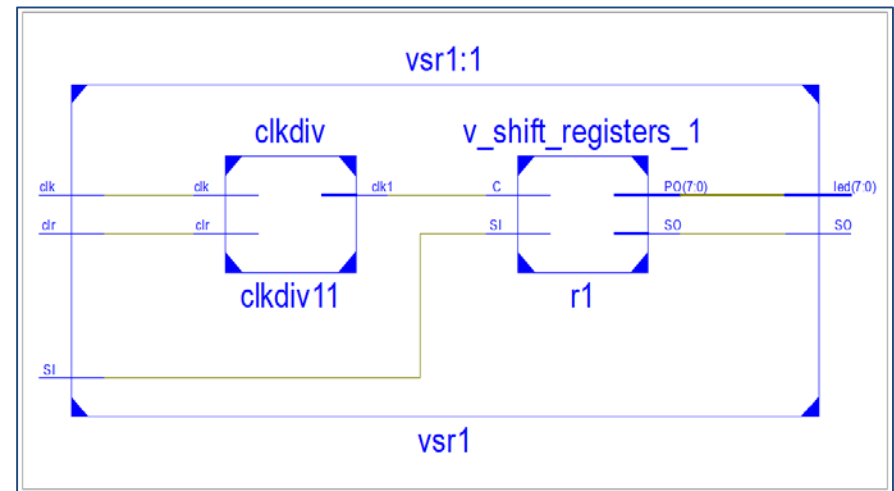 vsr1:1
clkdiv v_shift_registers_1
clk clk clk1 C PO(7:0) led(7:0)
clr clr SI SO SO
clkdiv11 r1
SI
vsr1